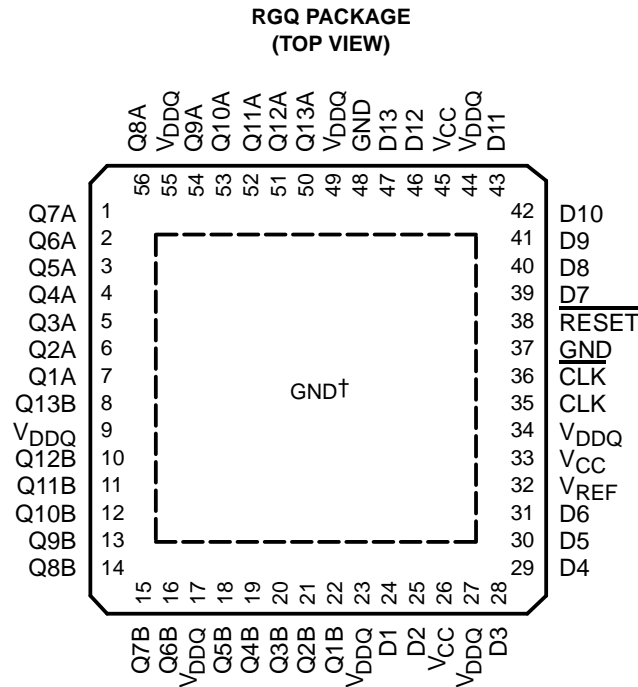 RGQ PACKAGE
(TOP VIEW)
Q8A
VDDQ
Q9A
Q10A
Q11A
Q12A
Q13A
VDDQ
GND
D13
D12
VCC
VDDQ
D11
56
55
54
53
52
51
50
49
48
47
46
45
44
43
Q7A 1
Q6A 2
Q5A 3
Q4A 4
Q3A 5
Q2A 6
Q1A 7
Q13B 8
VDDQ 9
Q12B 10
Q11B 11
Q10B 12
Q9B 13
Q8B 14
GND†
42 D10
41 D9
40 D8
39 D7
38 RESET
37 GND
36 CLK
35 CLK
34 VDDQ
33 VCC
32 VREF
31 D6
30 D5
29 D4
15
16
17
18
19
20
21
22
23
24
25
26
27
28
Q7B
Q6B
VDDQ
Q5B
Q4B
Q3B
Q2B
Q1B
VDDQ
D1
D2
VCC
VDDQ
D3